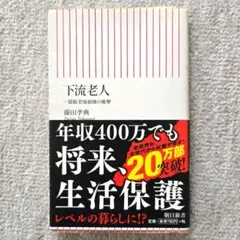 下流老人
一億総老後崩壊の衝撃
藤田孝典
年収400万でも
将来、
生活保護
レベルの暮らしに!?
20万部
突破!
朝日新書